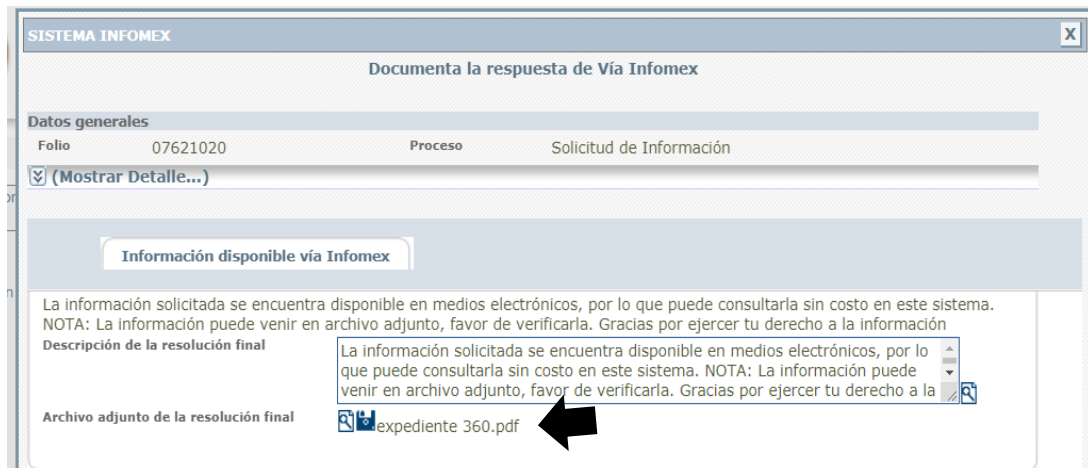 SISTEMA INFOMEX
X
Documenta la respuesta de Vía Infomex
Datos generales
Folio 07621020 Proceso Solicitud de Información
(Mostrar Detalle...)
Información disponible vía Infomex
La información solicitada se encuentra disponible en medios electrónicos, por lo que puede consultarla sin costo en este sistema.
NOTA: La información puede venir en archivo adjunto, favor de verificarla. Gracias por ejercer tu derecho a la información
Descripción de la resolución final
La información solicitada se encuentra disponible en medios electrónicos, por lo
que puede consultarla sin costo en este sistema. NOTA: La información puede
venir en archivo adjunto, favor de verificarla. Gracias por ejercer tu derecho a la
Archivo adjunto de la resolución final
expediente 360.pdf